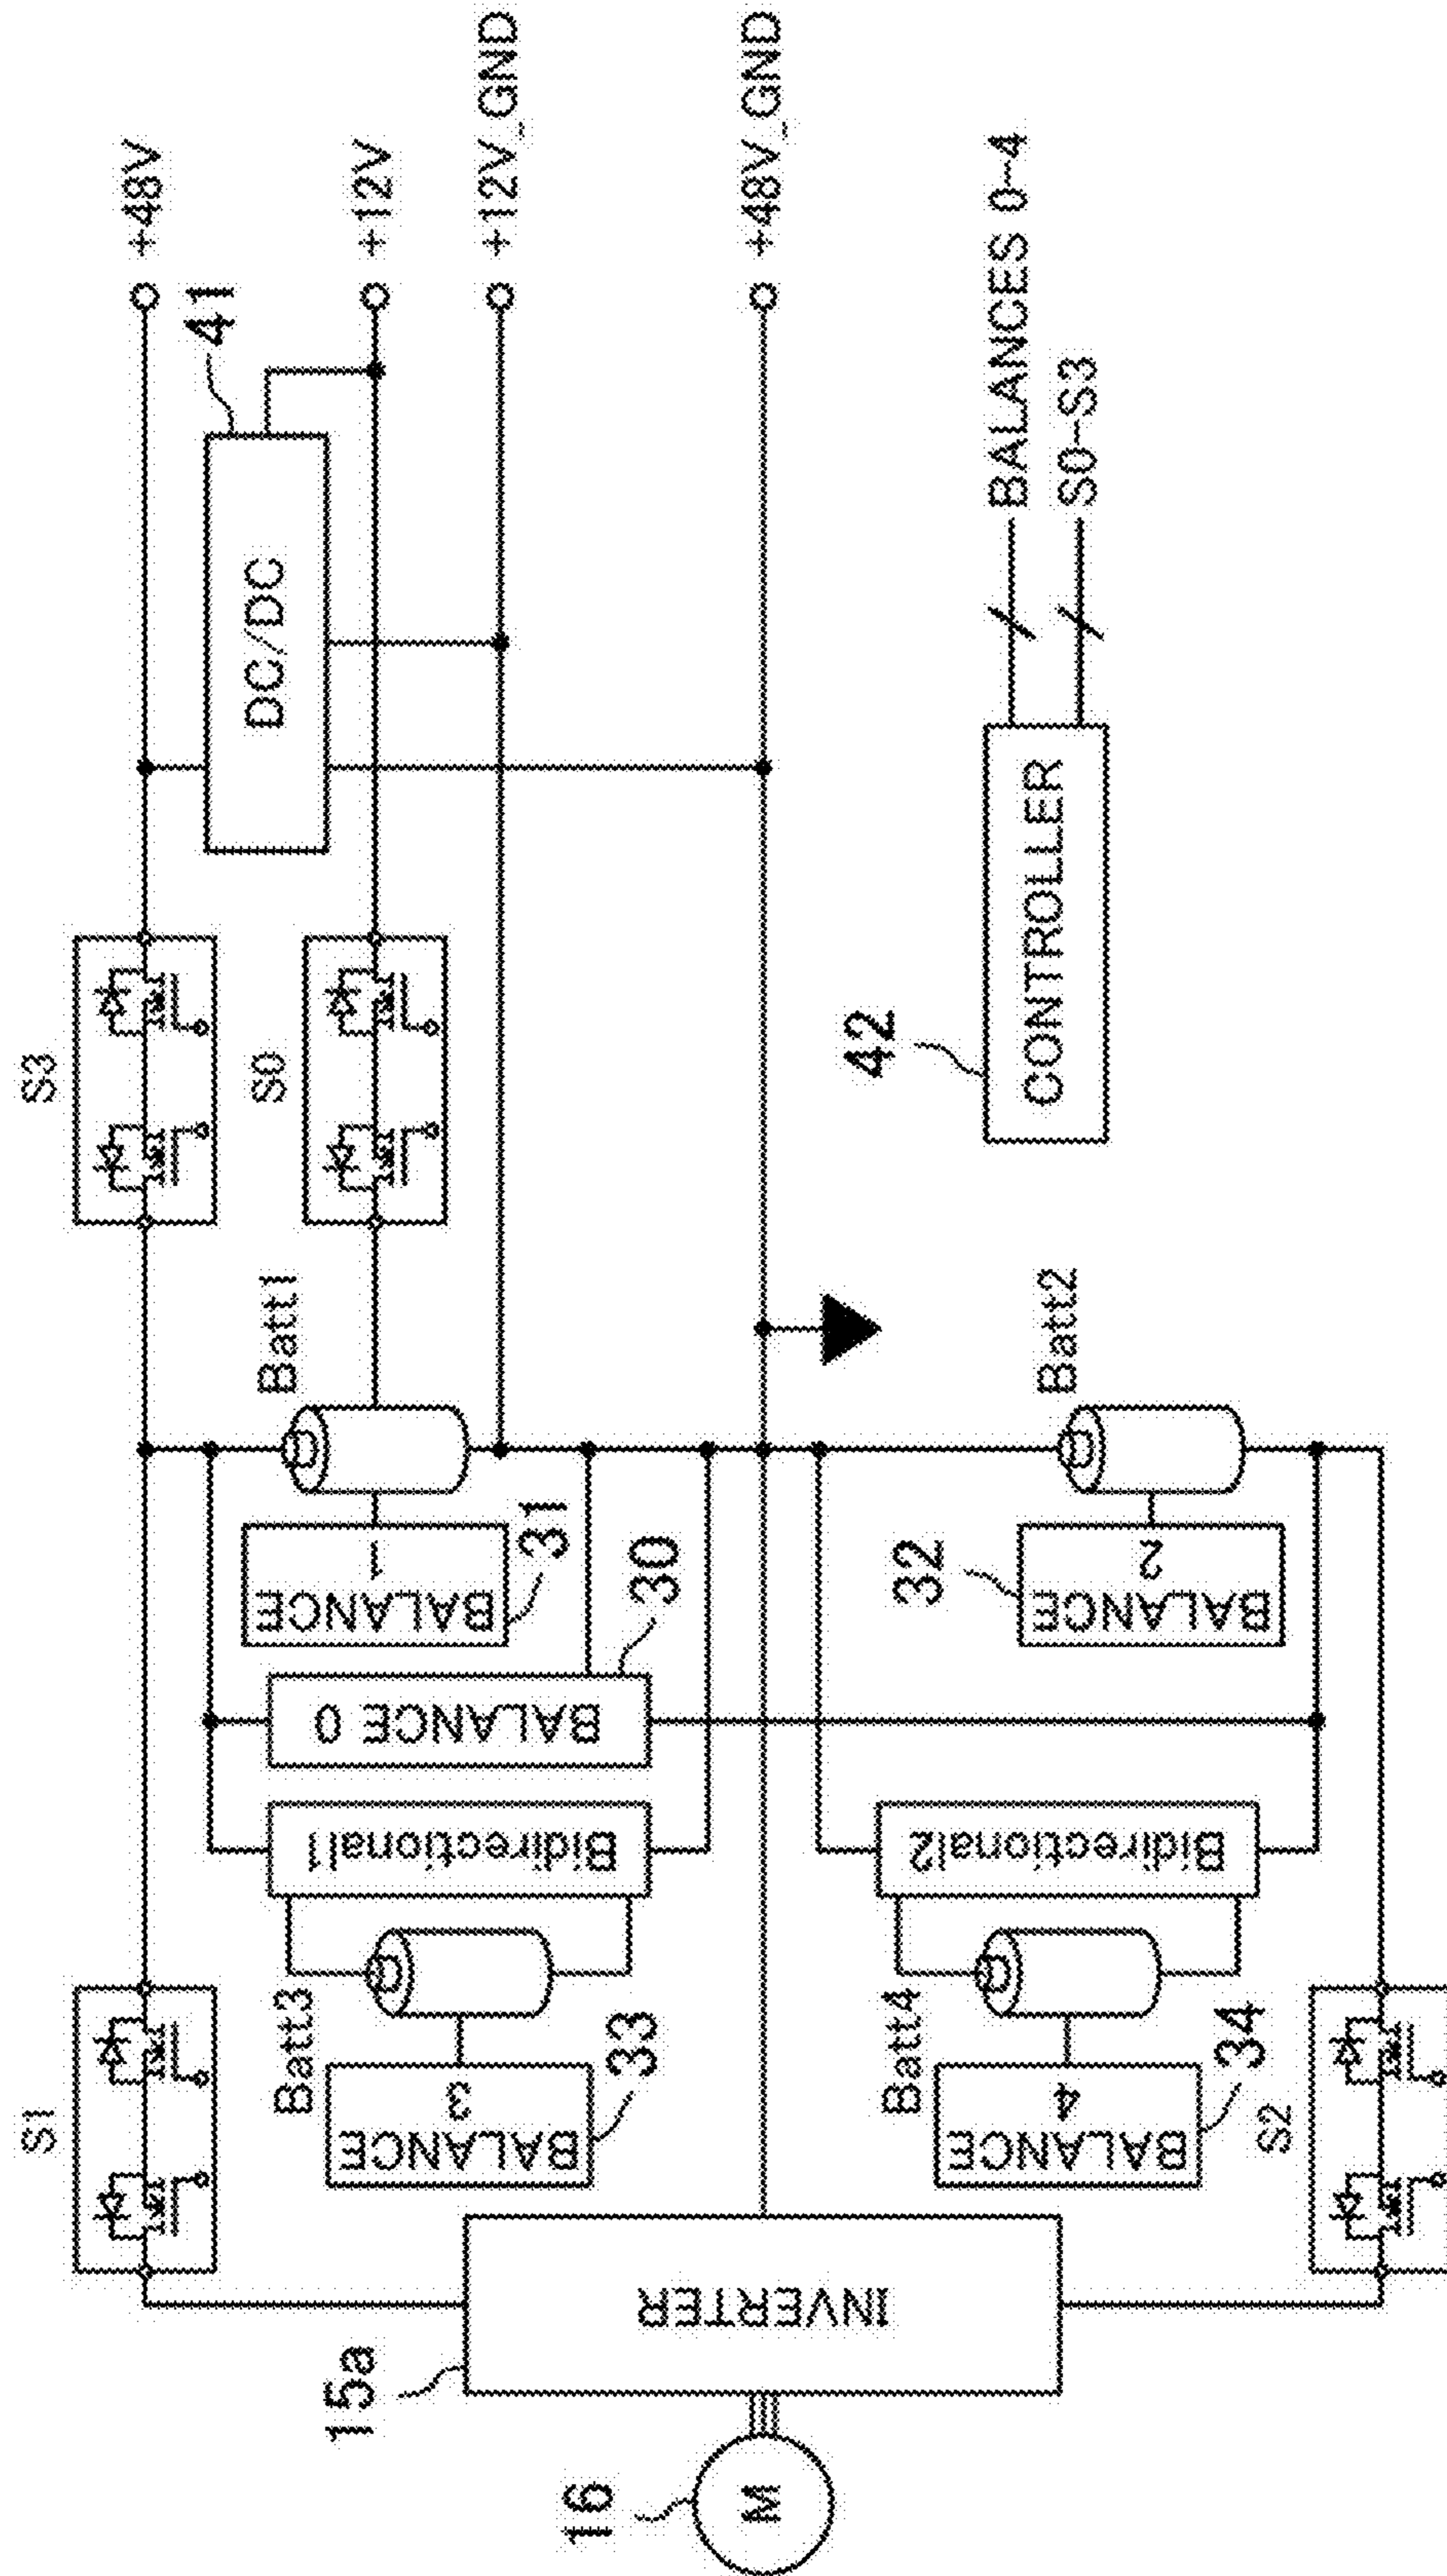 S1
S3
+48V
41
DC/DC
S0
+12V
+12V_GND
+48V_GND
Batt1
BALANCE
1
31
BALANCE 0
30
Bidirectional1
Batt3
BALANCE
3
33
15a
INVERTER
16
M
Batt2
BALANCE
2
32
Bidirectional2
Batt4
BALANCE
4
34
S2
42
CONTROLLER
BALANCES 0-4
S0-S3